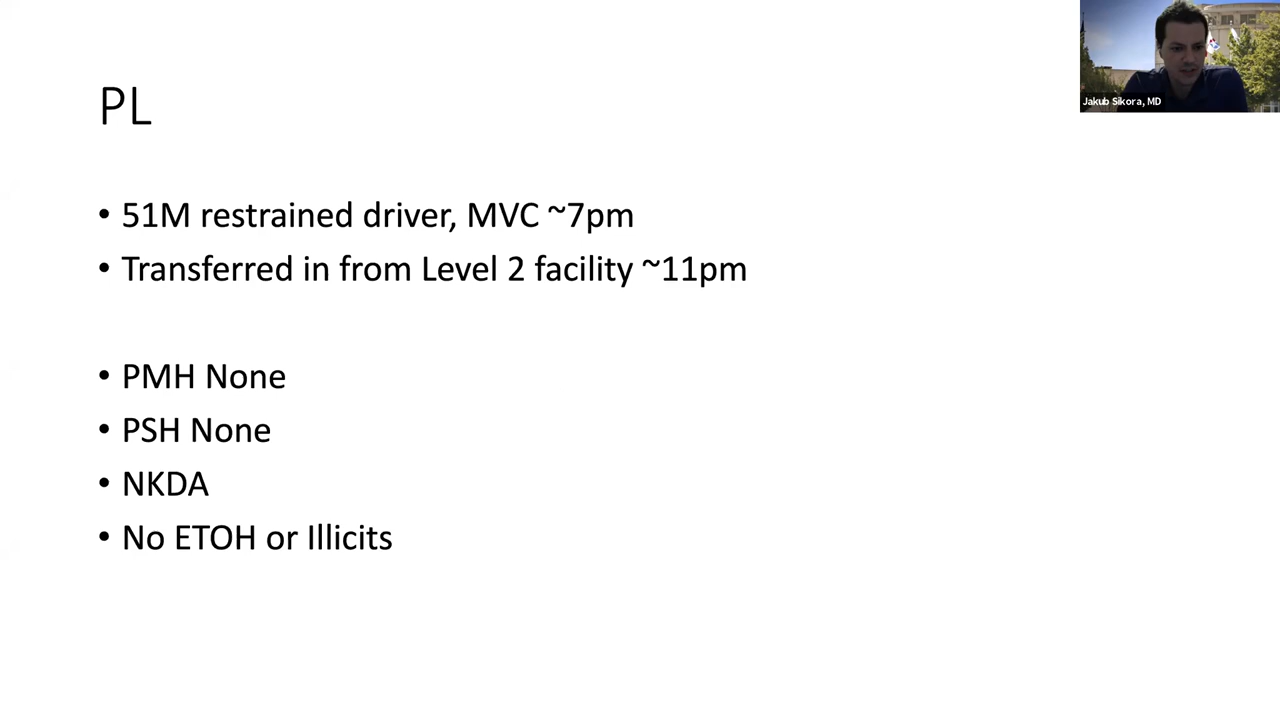 Jakub Sikora, MD
PL
• 51M restrained driver, MVC ~7pm
• Transferred in from Level 2 facility ~11pm
• PMH None
• PSH None
• NKDA
• No ETOH or Illicits